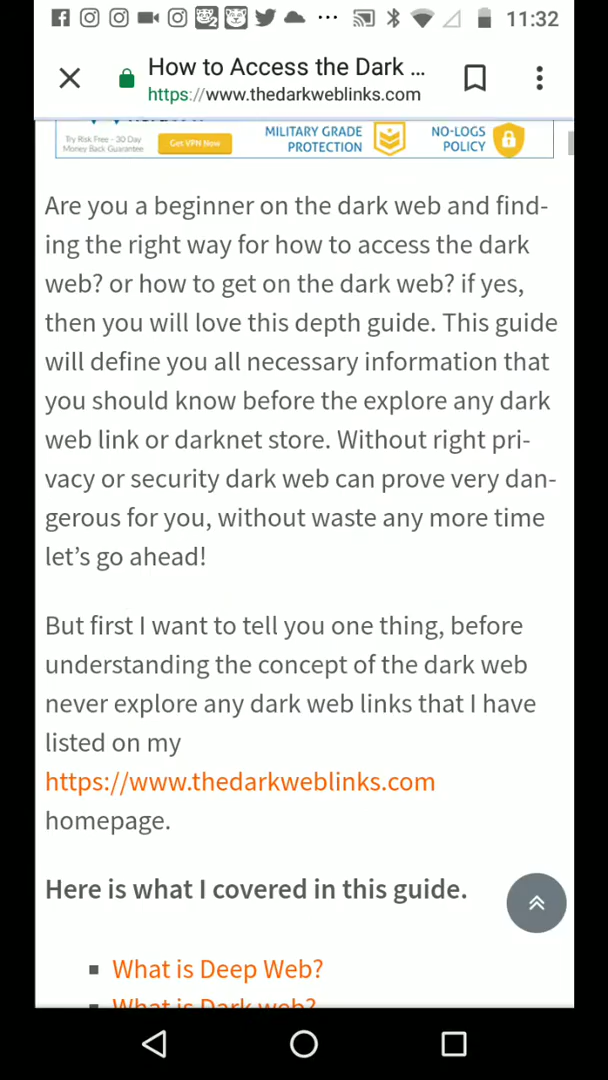 11:32
How to Access the Dark ...
https://www.thedarkweblinks.com
Try Risk Free - 30 Day
Money Back Guarantee
Get VPN Now
MILITARY GRADE
PROTECTION
NO-LOGS
POLICY
Are you a beginner on the dark web and find-
ing the right way for how to access the dark
web? or how to get on the dark web? if yes,
then you will love this depth guide. This guide
will define you all necessary information that
you should know before the explore any dark
web link or darknet store. Without right pri-
vacy or security dark web can prove very dan-
gerous for you, without waste any more time
let’s go ahead!
But first I want to tell you one thing, before
understanding the concept of the dark web
never explore any dark web links that I have
listed on my
https://www.thedarkweblinks.com
homepage.
Here is what I covered in this guide.
What is Deep Web?
What is Dark web?